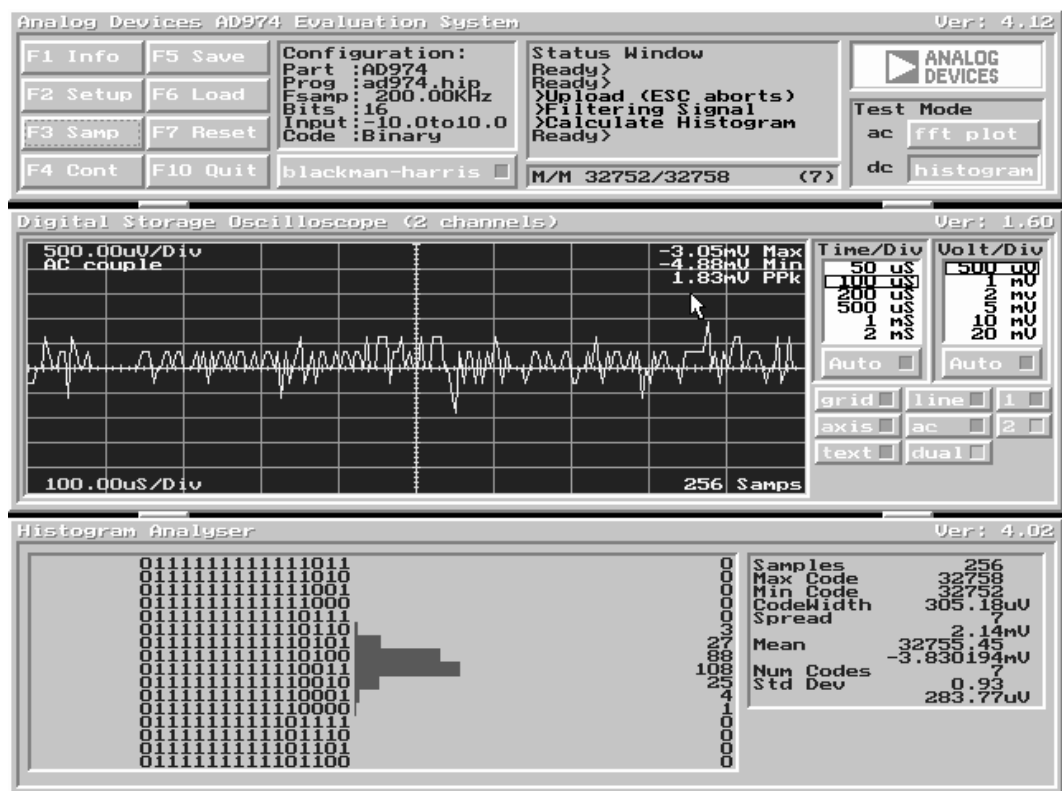 Analog Devices AD974 Evaluation System Ver: 4.12
F1 Info F5 Save
F2 Setup F6 Load
F3 Samp F7 Reset
F4 Cont F10 Quit
Configuration:
Part :AD974
Prog :ad974.hip
Fsamp: 200.00KHz
Bits :16
Input:-10.0to10.0
Code :Binary
blackman-harris
Status Window
Ready>
Ready>
>Upload (ESC aborts)
>Filtering Signal
>Calculate Histogram
Ready>
M/M 32752/32758 (7)
ANALOG
DEVICES
Test Mode
ac fft plot
dc histogram
Digital Storage Oscilloscope (2 channels) Ver: 1.60
500.00uV/Div
AC couple
-3.05mV Max
-4.88mV Min
1.83mV PPk
100.00uS/Div 256 Samps
Time/Div Volt/Div
50 uS 500 uV
100 uS 1 mV
200 uS 2 mV
500 uS 5 mV
1 mS 10 mV
2 mS 20 mV
Auto Auto
grid line 1
axis ac 2
text dual
Histogram Analyser Ver: 4.02
0111111111111011 0
0111111111111010 0
0111111111111001 0
0111111111111000 0
0111111111110111 0
0111111111110110 3
0111111111110101 27
0111111111110100 88
0111111111110011 108
0111111111110010 25
0111111111110001 4
0111111111110000 1
0111111111101111 0
0111111111101110 0
0111111111101101 0
0111111111101100 0
Samples 256
Max Code 32758
Min Code 32752
CodeWidth 305.18uV
Spread 7
2.14mV
Mean 32755.45
-3.830194mV
Num Codes 7
Std Dev 0.93
283.77uV